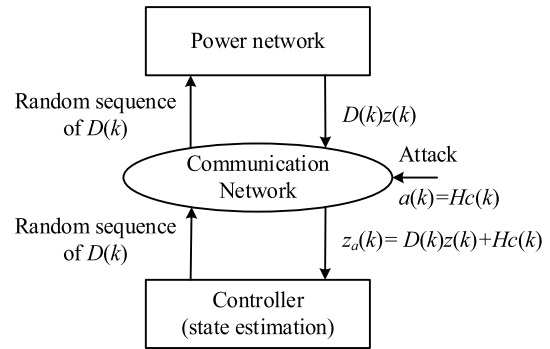 Power network
Random sequence
of D(k)
D(k)z(k)
Communication
Network
Attack
a(k)=Hc(k)
Random sequence
of D(k)
zₐ(k)= D(k)z(k)+Hc(k)
Controller
(state estimation)